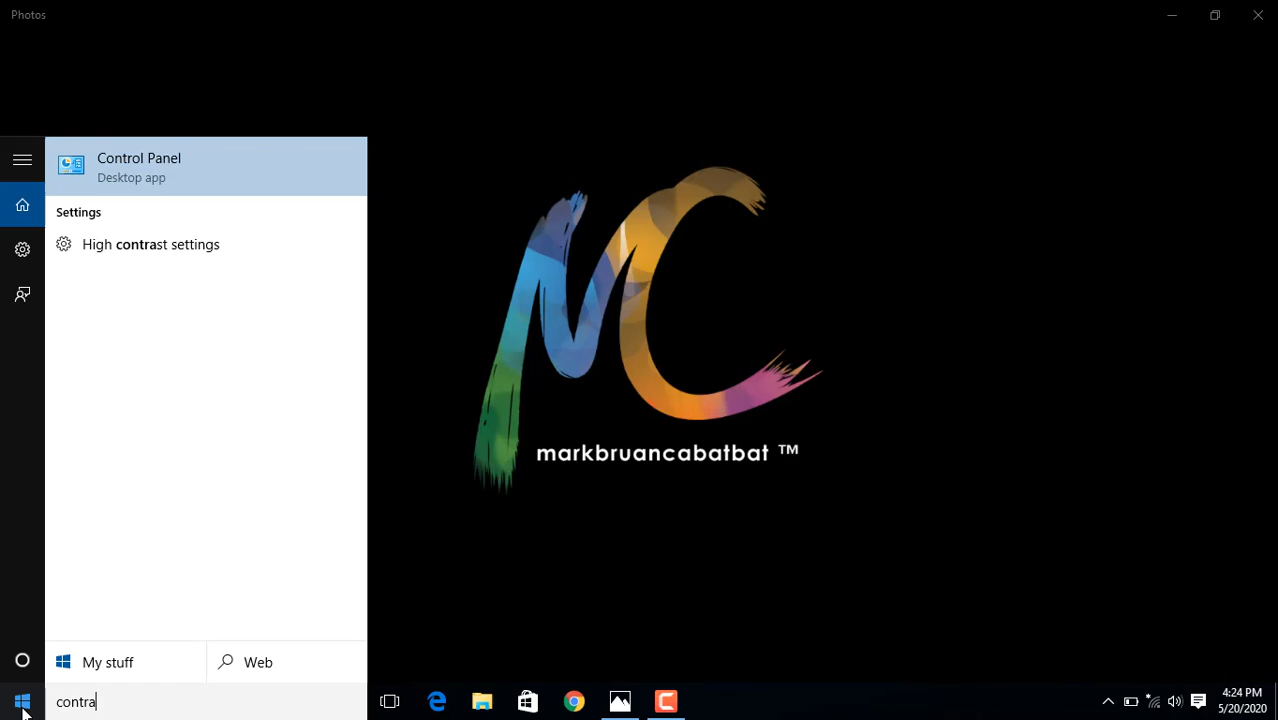 Photos
Control Panel
Desktop app
Settings
High contrast settings
MC
markbruancabatbat ™
My stuff
Web
contra
4:24 PM
5/20/2020